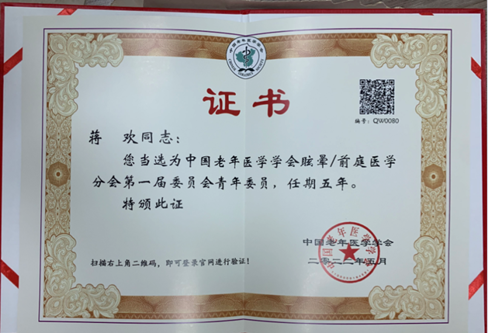 证书
编号：QW0080
蒋 欢同志：
您当选为中国老年医学学会眩晕/前庭医学
分会第一届委员会青年委员，任期五年。
特颁此证
中国老年医学学会
二零二二年五月
扫描右上角二维码，即可登录官网进行验证！